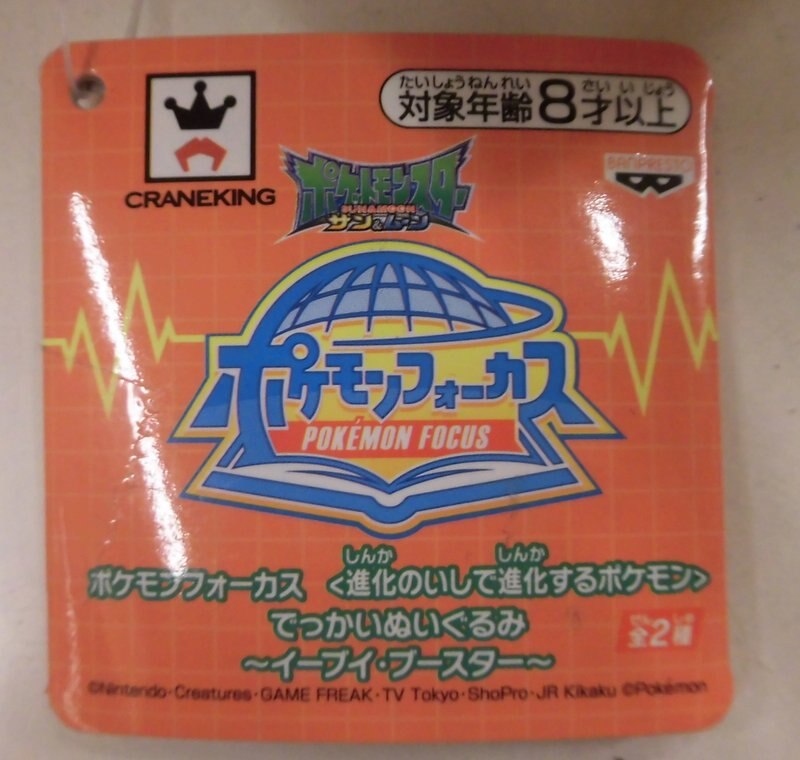 たいしょうねんれい さい いじょう
対象年齢8才以上
CRANEKING
ポケットモンスター
SUN & MOON
サン&ムーン
BANPRESTO
ポケモンフォーカス
POKÉMON FOCUS
しんか しんか
ポケモンフォーカス <進化のいしで進化するポケモン>
でっかいぬいぐるみ
全2種
~イーブイ・ブースター~
©Nintendo・Creatures・GAME FREAK・TV Tokyo・ShoPro・JR Kikaku ©Pokémon